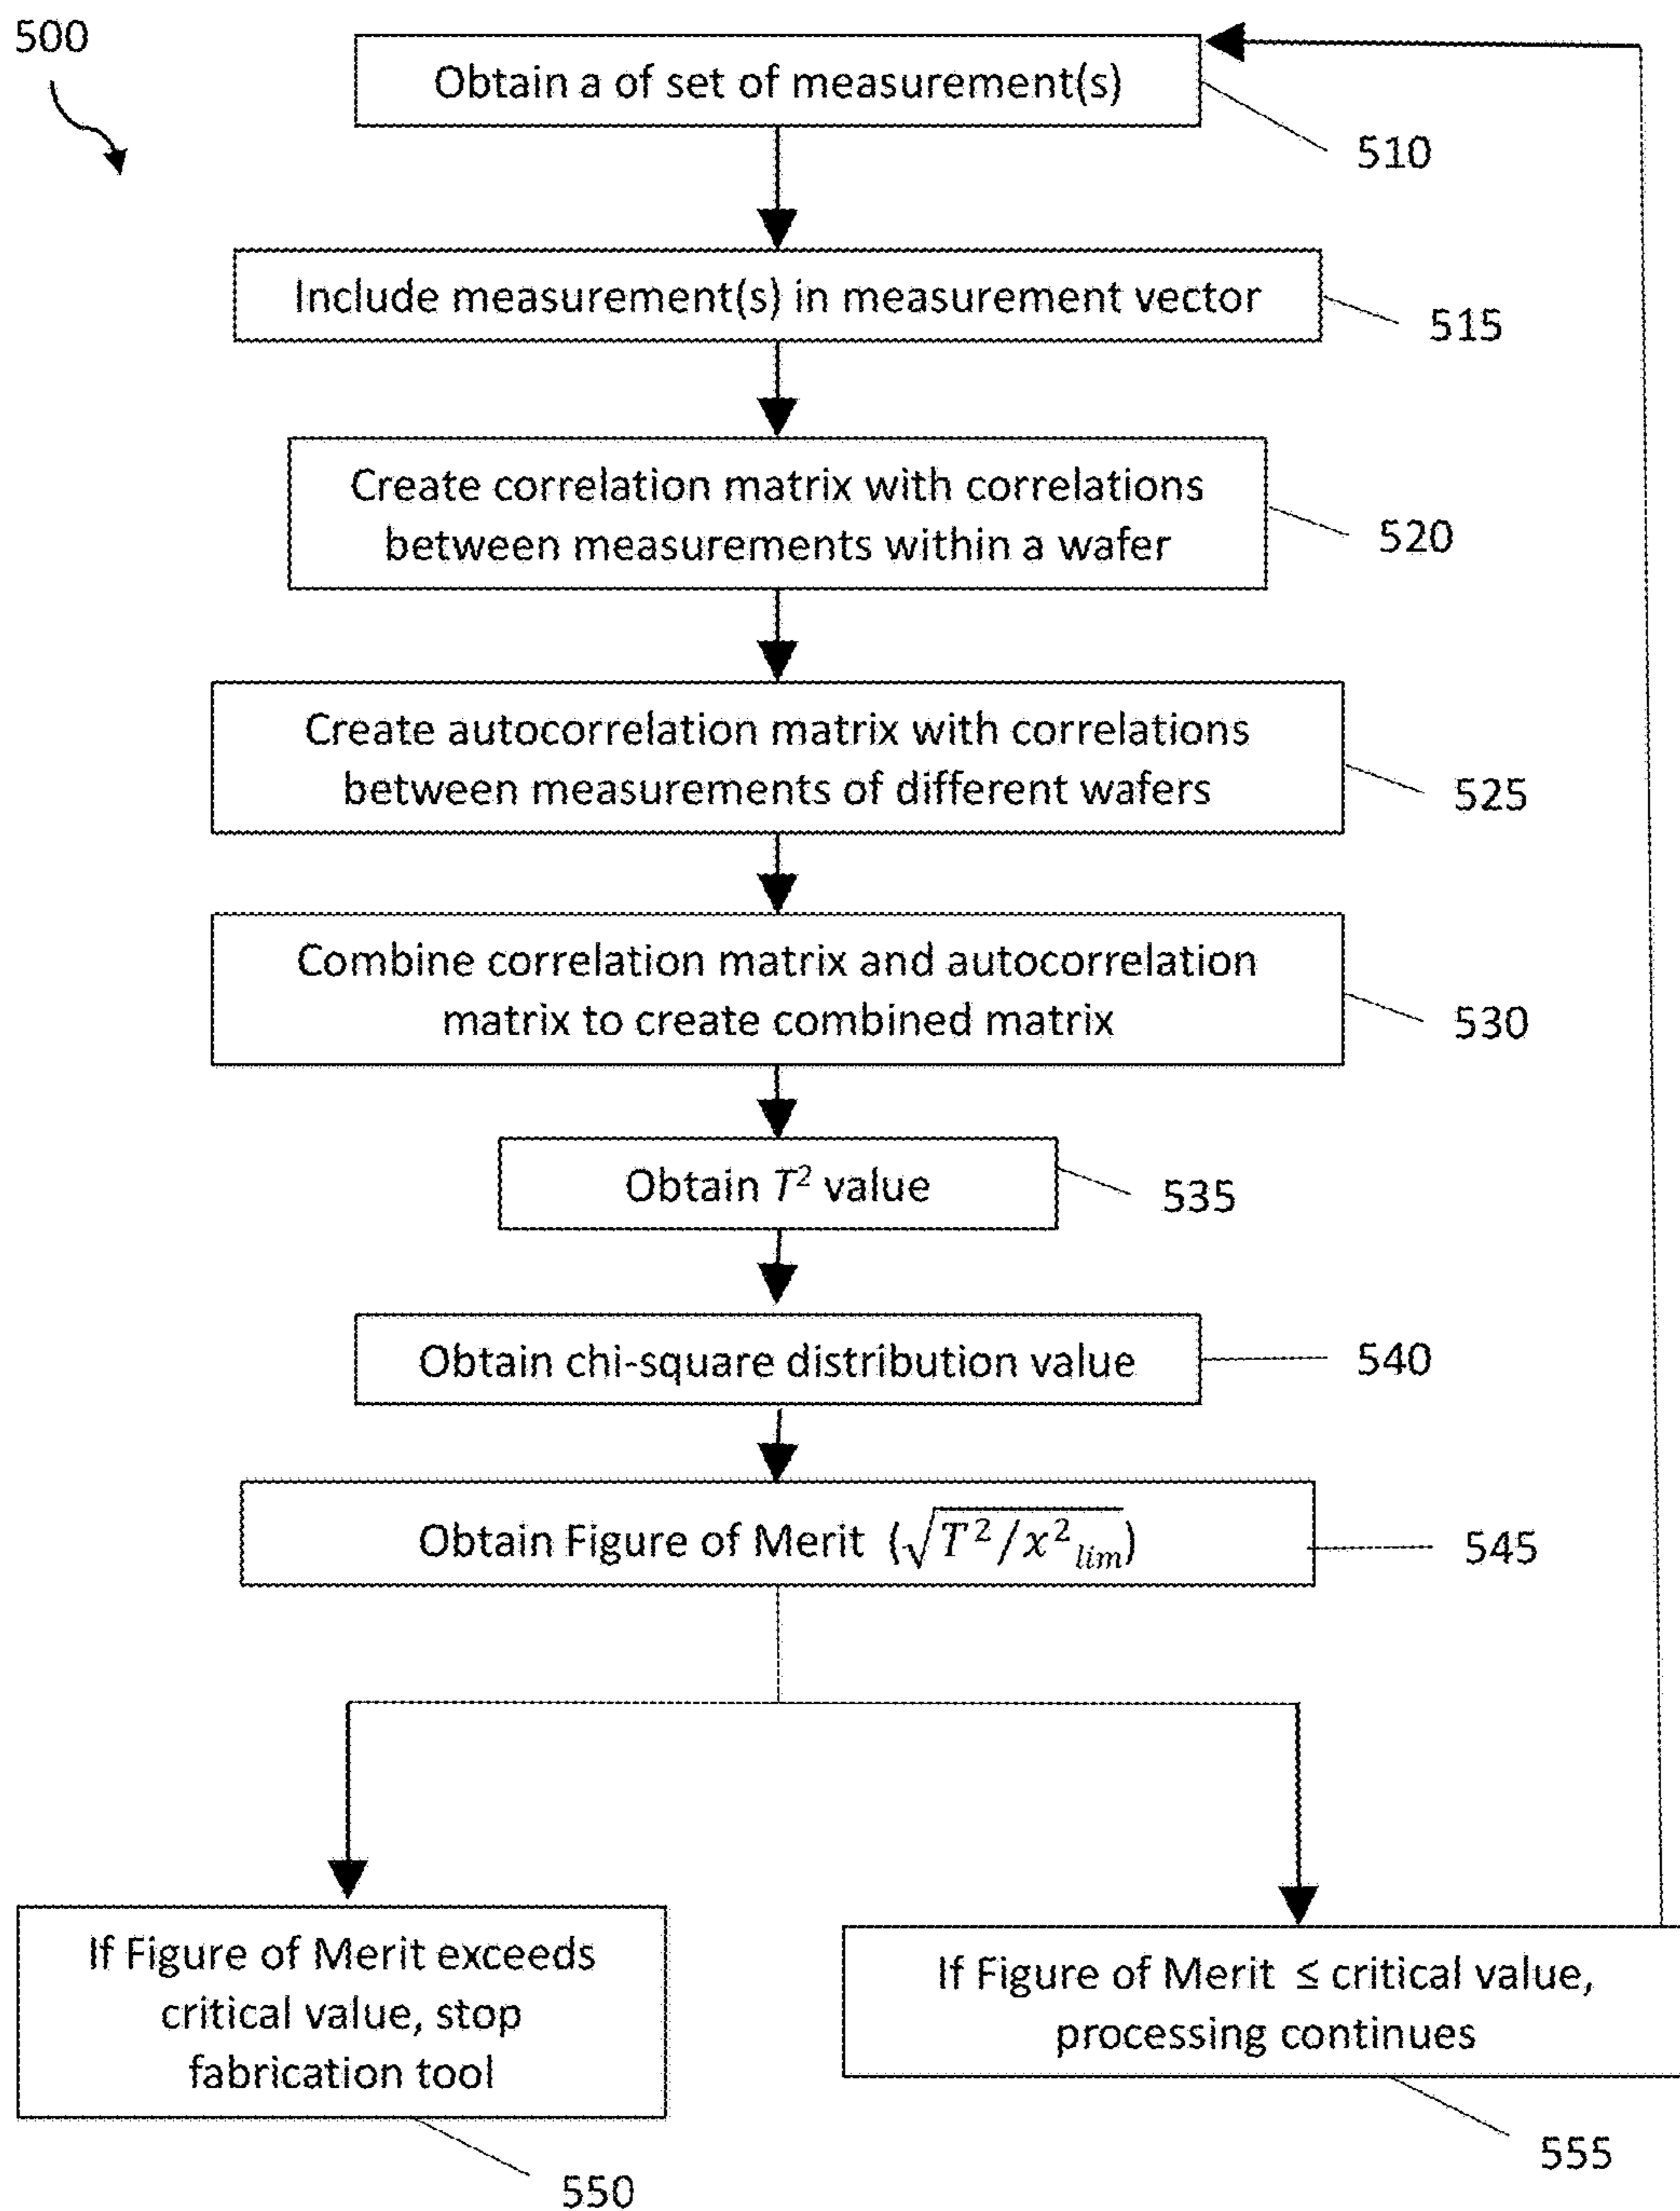 500
Obtain a of set of measurement(s)
510
Include measurement(s) in measurement vector
515
Create correlation matrix with correlations
between measurements within a wafer
520
Create autocorrelation matrix with correlations
between measurements of different wafers
525
Combine correlation matrix and autocorrelation
matrix to create combined matrix
530
Obtain T² value
535
Obtain chi-square distribution value
540
Obtain Figure of Merit (√T²/x²lim)
545
If Figure of Merit exceeds
critical value, stop
fabrication tool
550
If Figure of Merit ≤ critical value,
processing continues
555